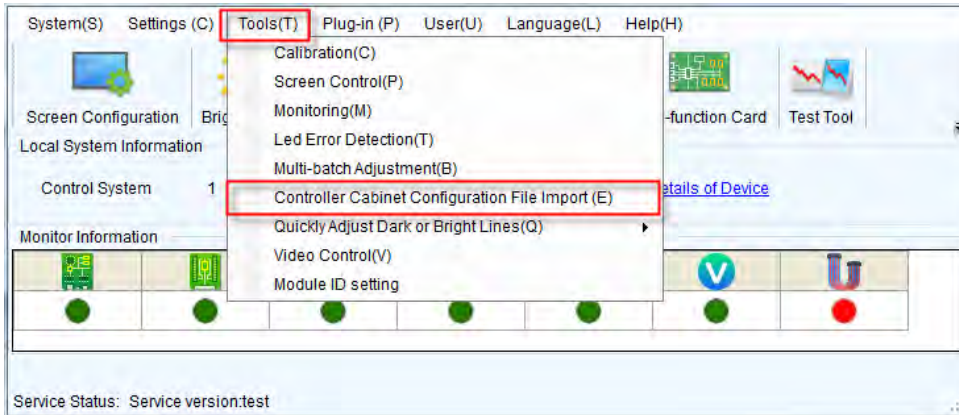 System(S) Settings (C) Tools(T) Plug-in (P) User(U) Language(L) Help(H)
Calibration(C)
Screen Control(P)
Monitoring(M)
Led Error Detection(T)
Multi-batch Adjustment(B)
Controller Cabinet Configuration File Import (E)
Quickly Adjust Dark or Bright Lines(Q)
Video Control(V)
Module ID setting
Screen Configuration Brig -function Card Test Tool
Local System Information
Control System 1 etails of Device
Monitor Information
V
Service Status: Service version:test